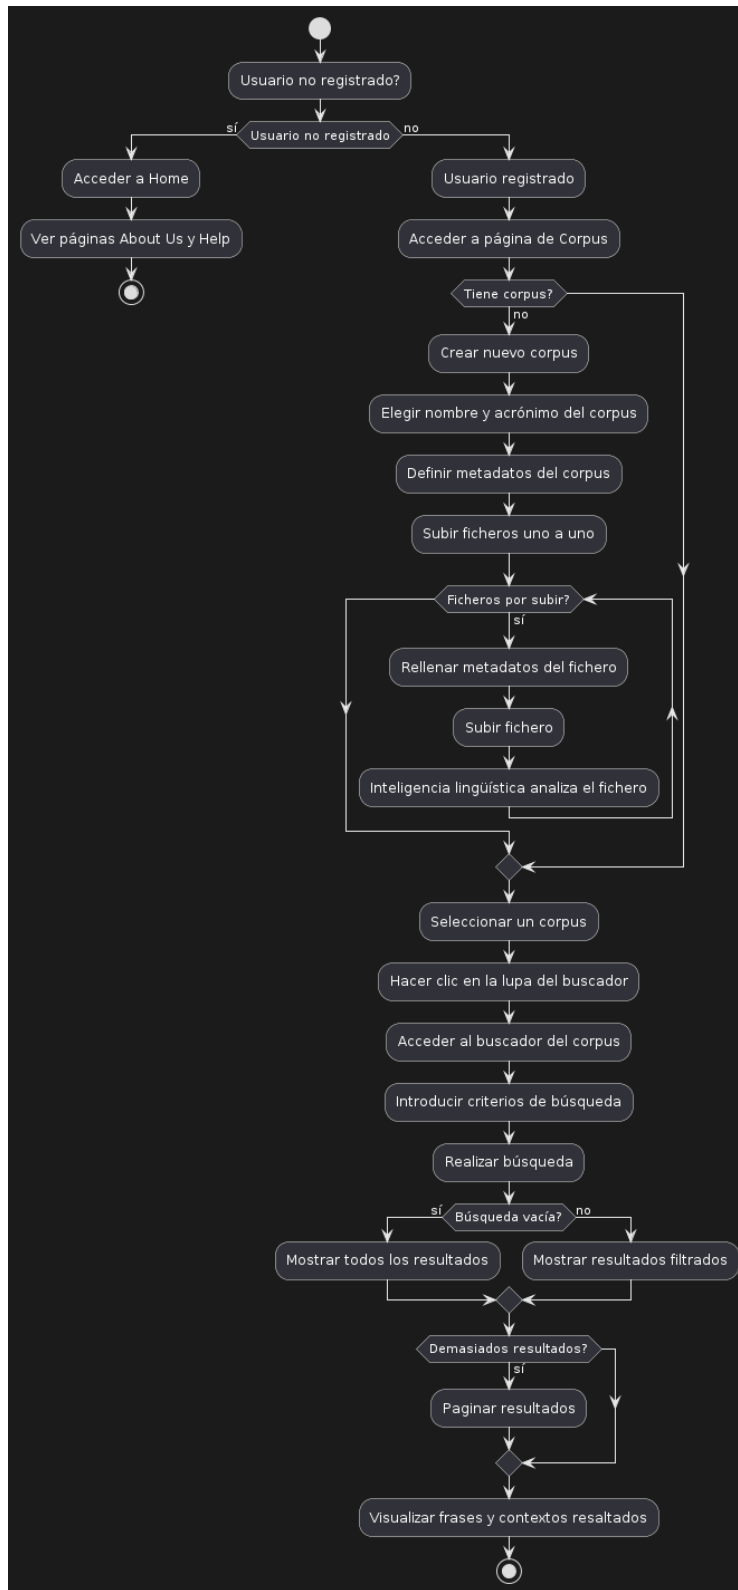 Usuario no registrado?
sí
Usuario no registrado
no
Acceder a Home
Usuario registrado
Ver páginas About Us y Help
Acceder a página de Corpus
Tiene corpus?
no
Crear nuevo corpus
Elegir nombre y acrónimo del corpus
Definir metadatos del corpus
Subir ficheros uno a uno
Ficheros por subir?
sí
Rellenar metadatos del fichero
Subir fichero
Inteligencia lingüística analiza el fichero
Seleccionar un corpus
Hacer clic en la lupa del buscador
Acceder al buscador del corpus
Introducir criterios de búsqueda
Realizar búsqueda
sí
Búsqueda vacía?
no
Mostrar todos los resultados
Mostrar resultados filtrados
Demasiados resultados?
sí
Paginar resultados
Visualizar frases y contextos resaltados